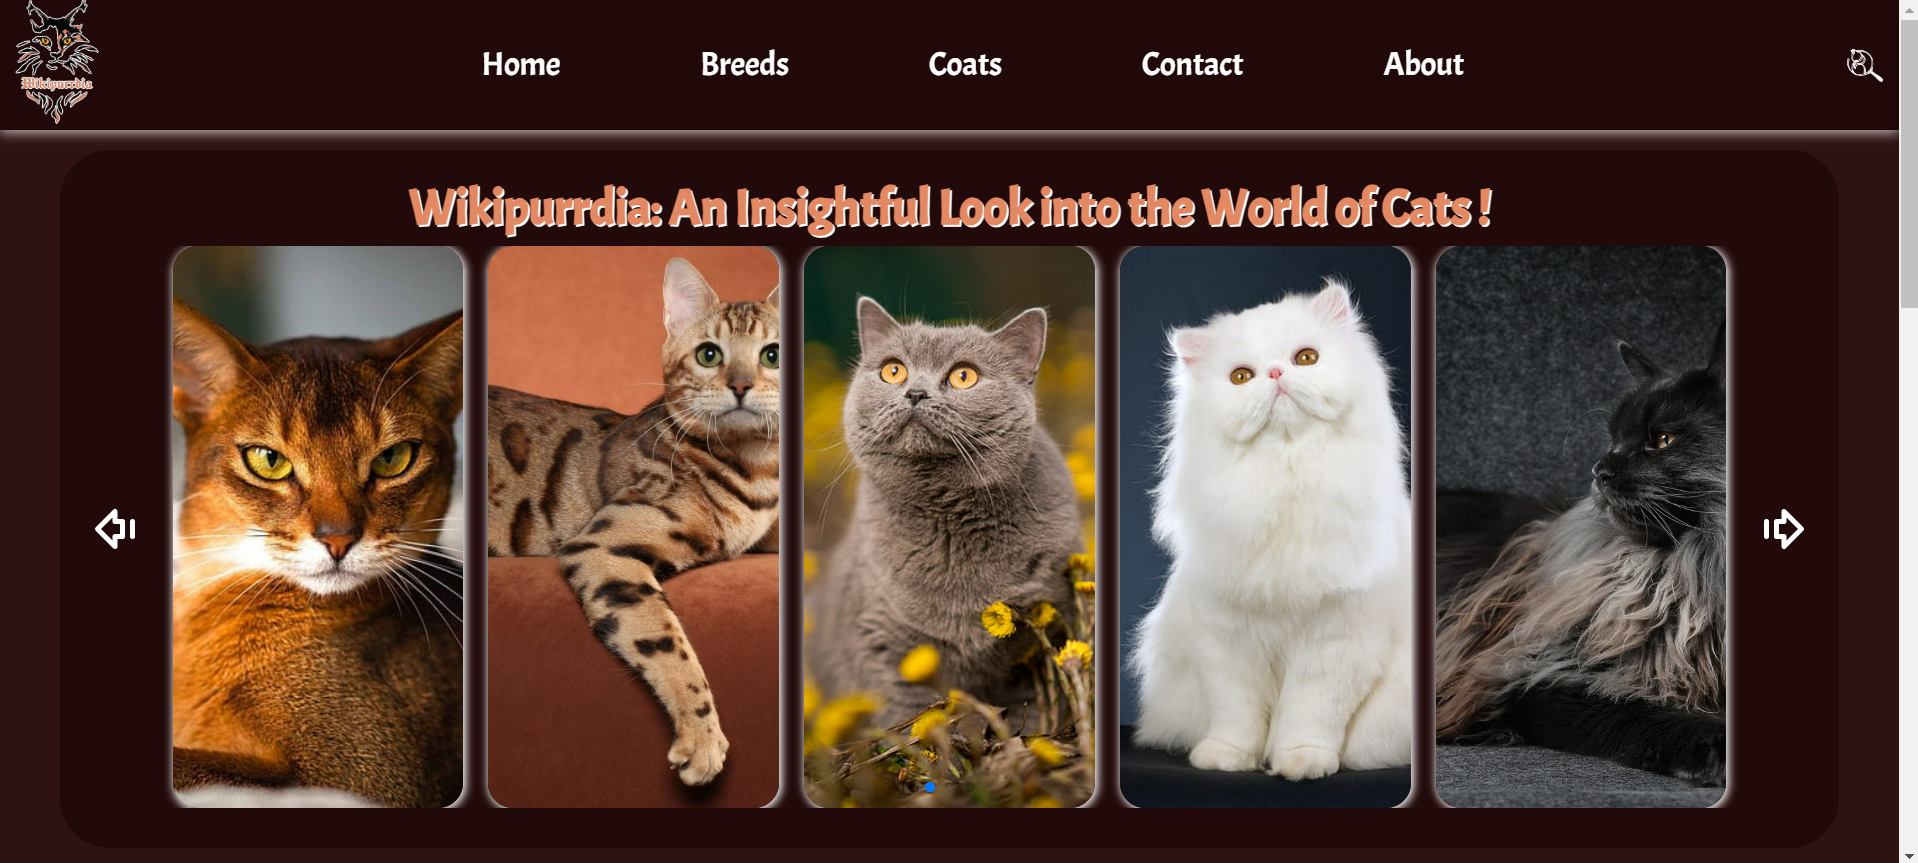 Wikipurrdia
Home
Breeds
Coats
Contact
About
Wikipurrdia: An Insightful Look into the World of Cats !